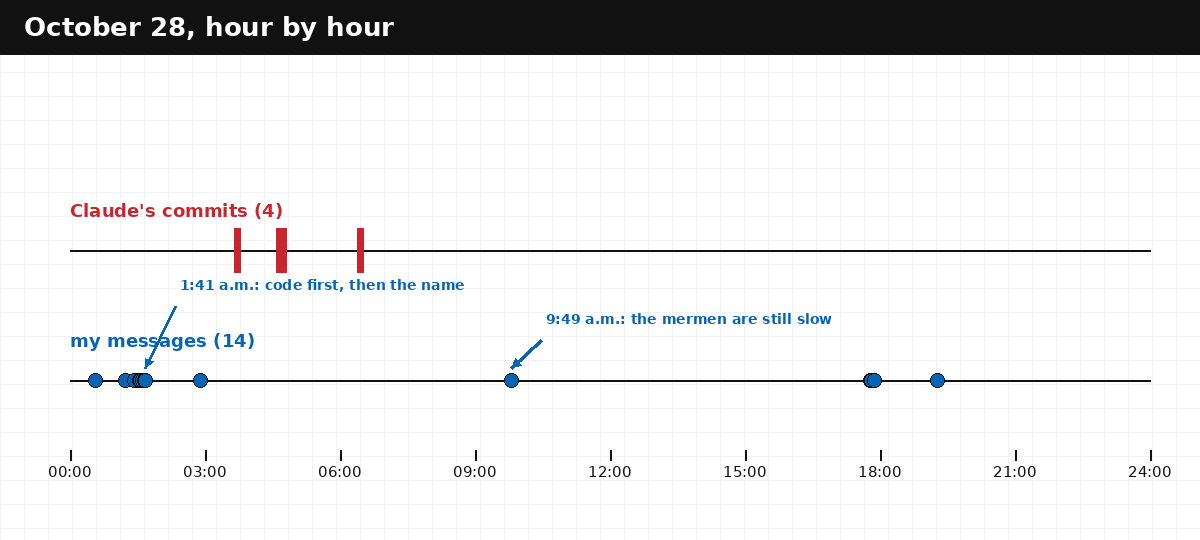 October 28, hour by hour
Claude's commits (4)
1:41 a.m.: code first, then the name
9:49 a.m.: the mermen are still slow
my messages (14)
00:00 03:00 06:00 09:00 12:00 15:00 18:00 21:00 24:00